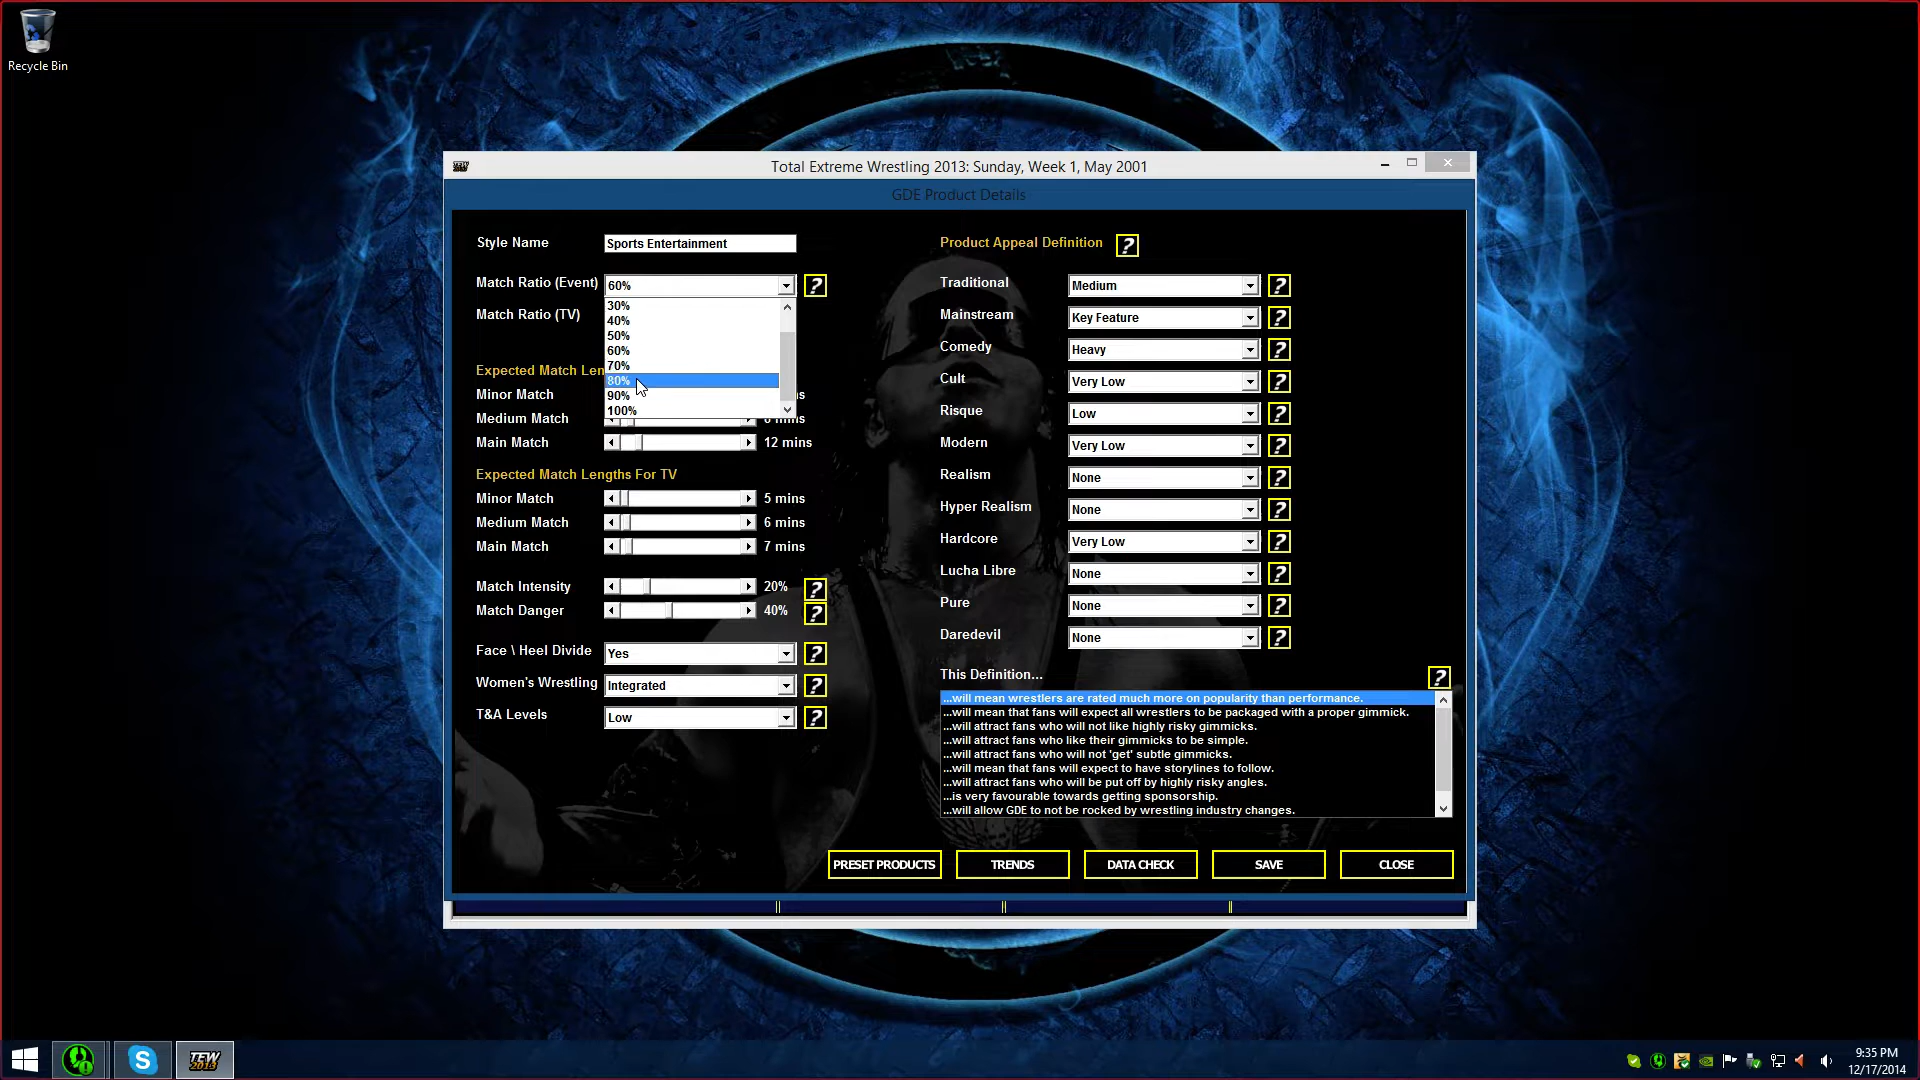 Recycle Bin
Total Extreme Wrestling 2013: Sunday, Week 1, May 2001
GDE Product Details
Style Name
Sports Entertainment
Match Ratio (Event)
60%
?
30%
40%
50%
60%
70%
80%
90%
100%
Match Ratio (TV)
Expected Match Len
Minor Match
ns
Medium Match
Main Match
12 mins
Expected Match Lengths For TV
Minor Match
5 mins
Medium Match
6 mins
Main Match
7 mins
Match Intensity
20%
?
Match Danger
40%
?
Face \ Heel Divide
Yes
?
Women's Wrestling
Integrated
?
T&A Levels
Low
?
Product Appeal Definition
?
Traditional
Medium
?
Mainstream
Key Feature
?
Comedy
Heavy
?
Cult
Very Low
?
Risque
Low
?
Modern
Very Low
?
Realism
None
?
Hyper Realism
None
?
Hardcore
Very Low
?
Lucha Libre
None
?
Pure
None
?
Daredevil
None
?
This Definition...
?
...will mean wrestlers are rated much more on popularity than performance.
...will mean that fans will expect all wrestlers to be packaged with a proper gimmick.
...will attract fans who will not like highly risky gimmicks.
...will attract fans who like their gimmicks to be simple.
...will attract fans who will not 'get' subtle gimmicks.
...will mean that fans will expect to have storylines to follow.
...will attract fans who will be put off by highly risky angles.
...is very favourable towards getting sponsorship.
...will allow GDE to not be rocked by wrestling industry changes.
PRESET PRODUCTS
TRENDS
DATA CHECK
SAVE
CLOSE
TEW
2013
9:35 PM
12/17/2014